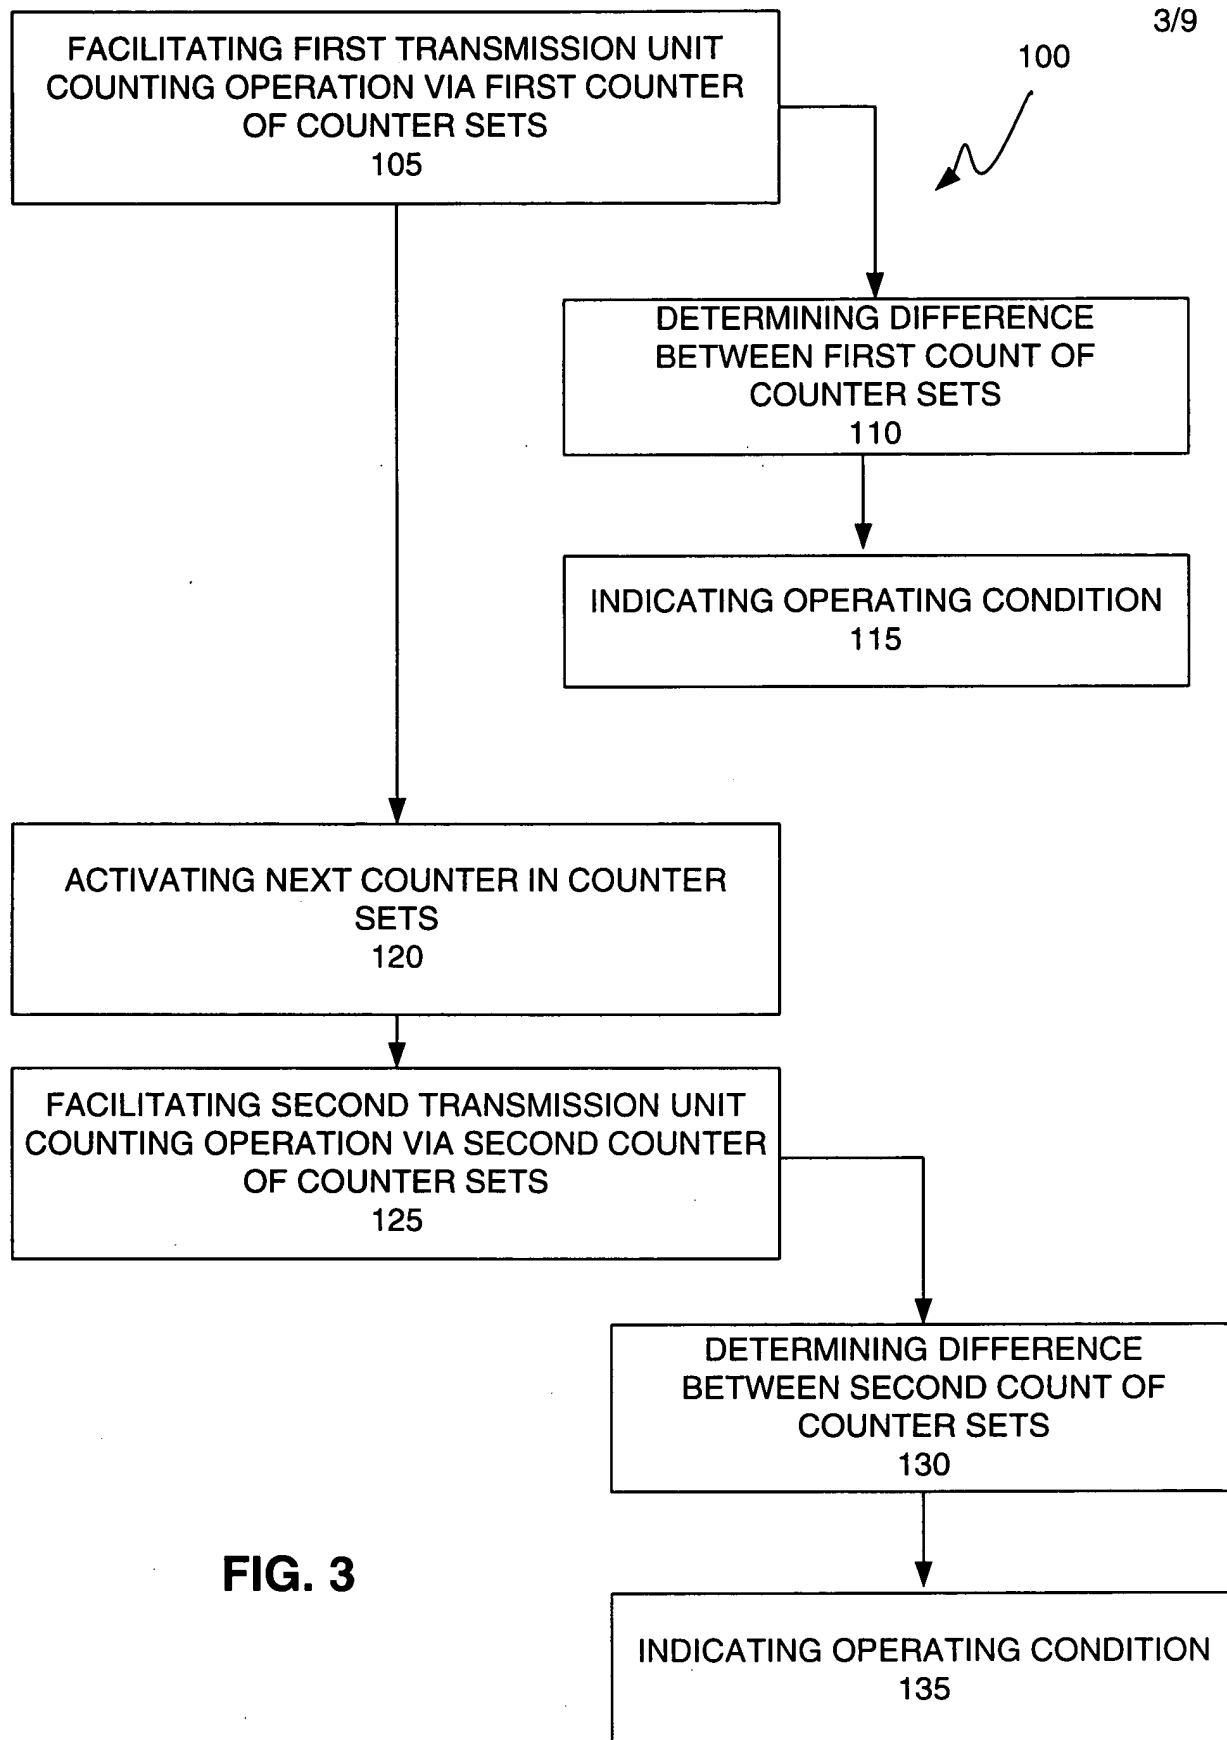 3/9
100
FACILITATING FIRST TRANSMISSION UNIT
COUNTING OPERATION VIA FIRST COUNTER
OF COUNTER SETS
105
DETERMINING DIFFERENCE
BETWEEN FIRST COUNT OF
COUNTER SETS
110
INDICATING OPERATING CONDITION
115
ACTIVATING NEXT COUNTER IN COUNTER
SETS
120
FACILITATING SECOND TRANSMISSION UNIT
COUNTING OPERATION VIA SECOND COUNTER
OF COUNTER SETS
125
DETERMINING DIFFERENCE
BETWEEN SECOND COUNT OF
COUNTER SETS
130
INDICATING OPERATING CONDITION
135
FIG. 3